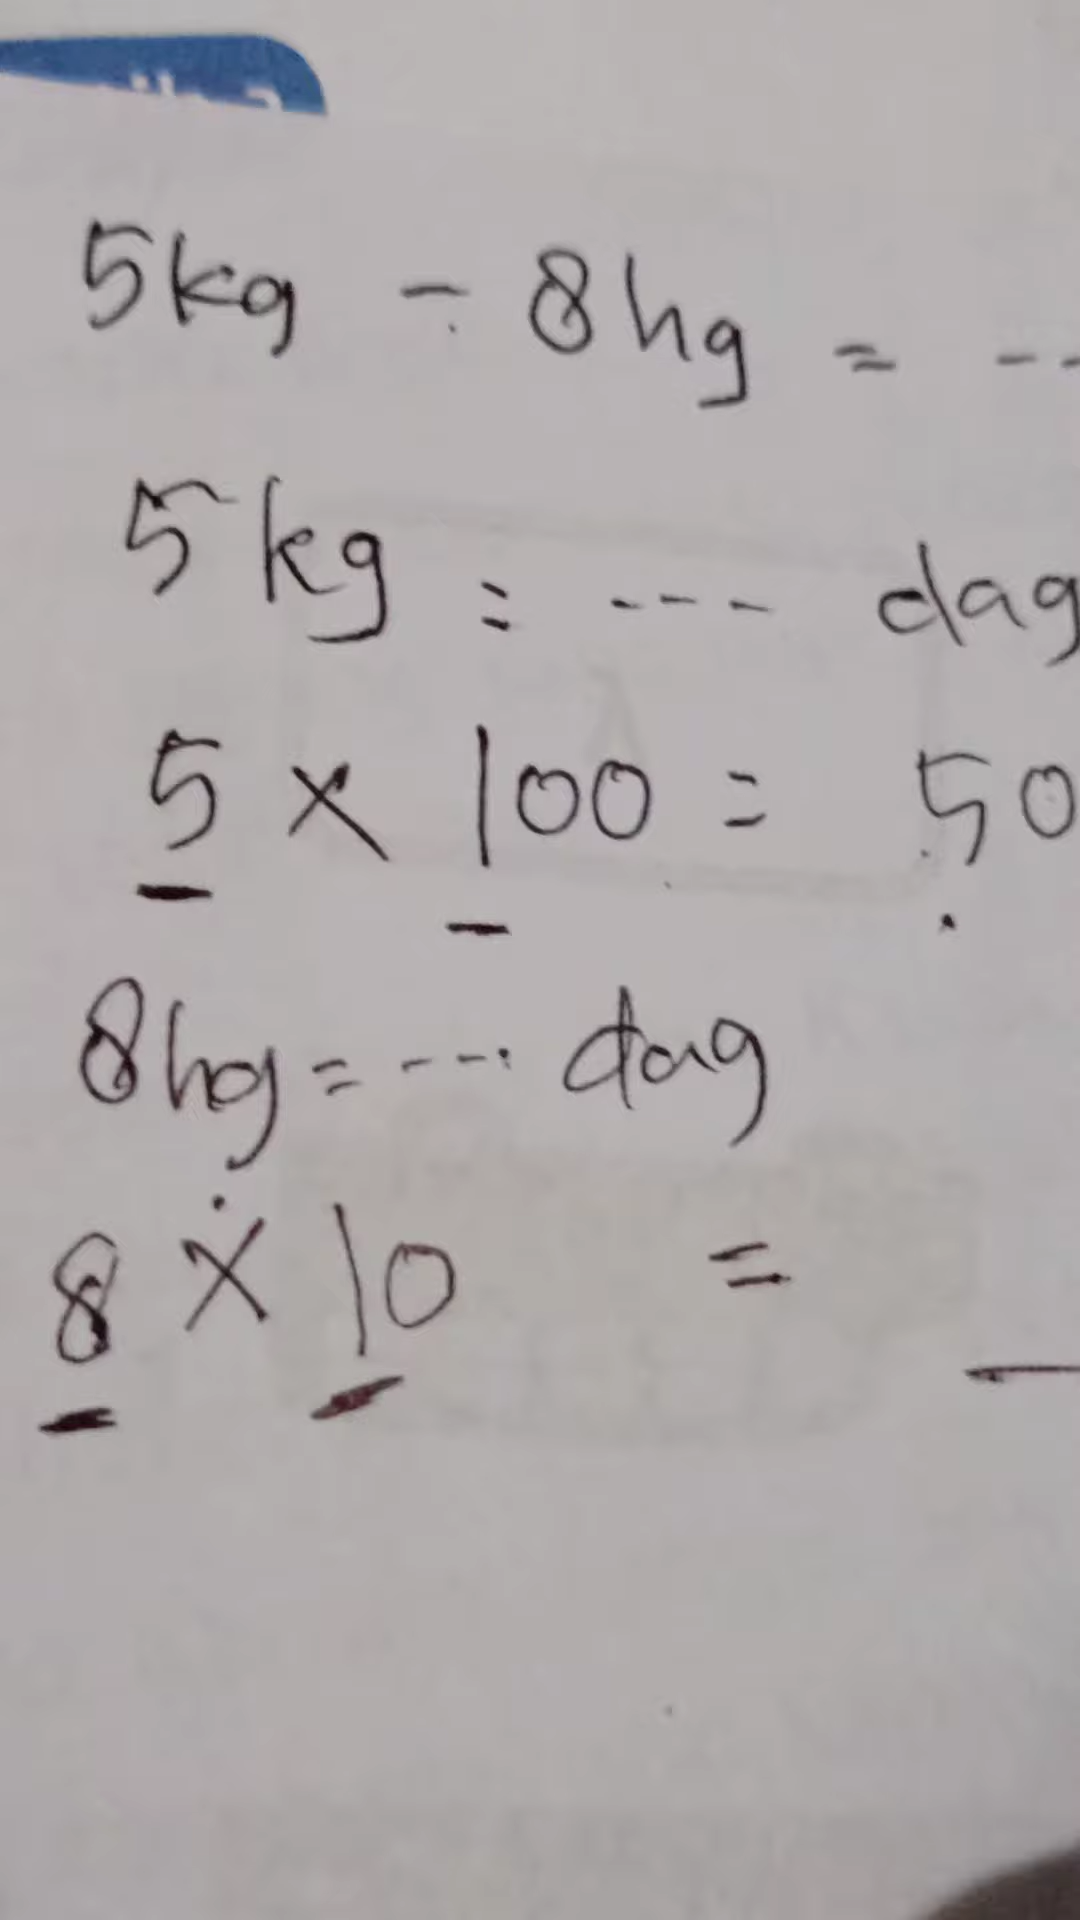 5kg - 8hg = --
5kg = --- dag
5 x 100 = 50
8hg = --- dag
8 x 10 =